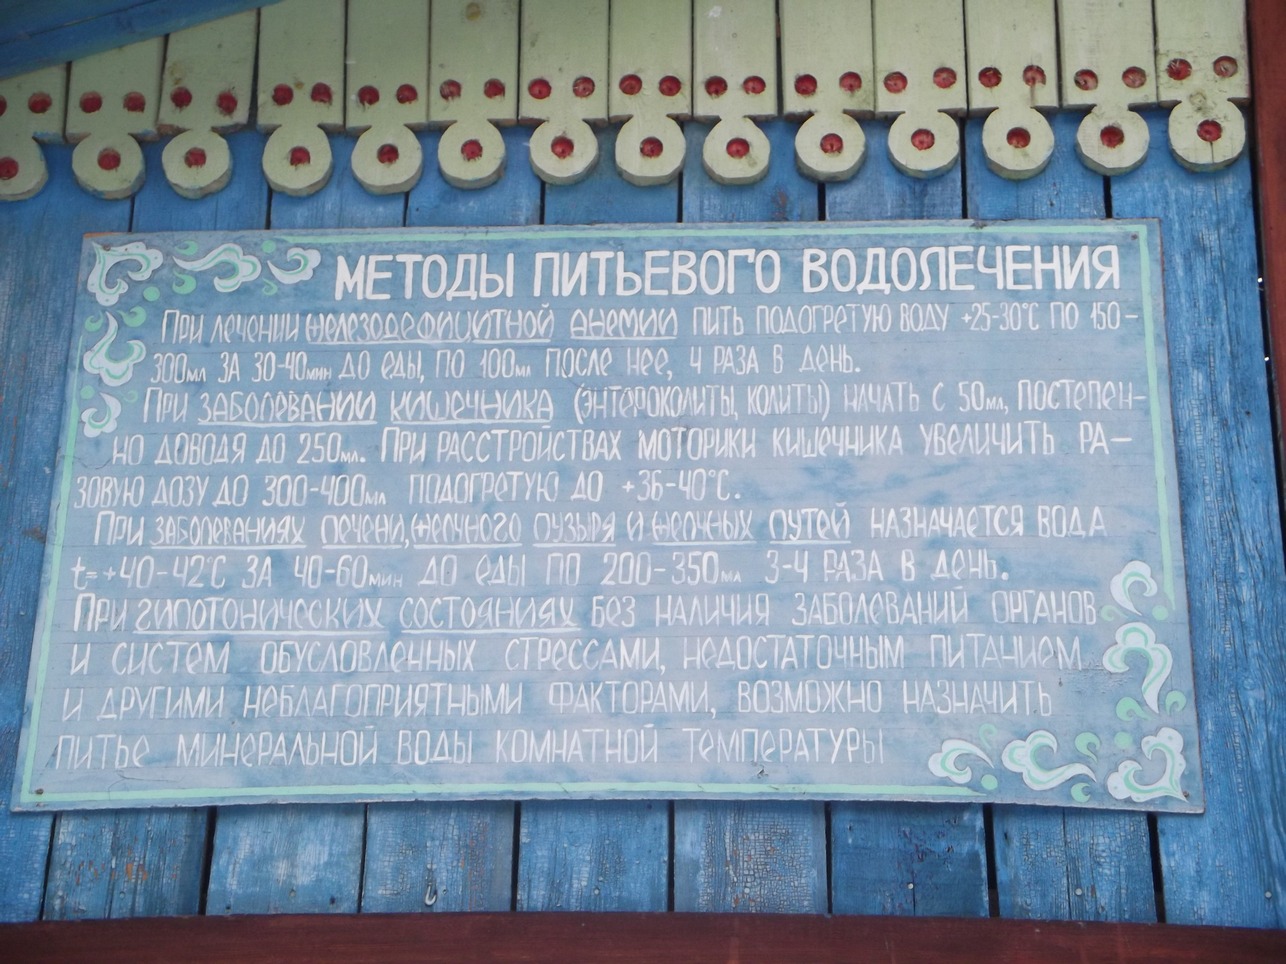 Методы питьевого водолечения
При лечении железодефицитной анемии пить подогретую воду +25-30°С по 150-
300мл за 30-40мин до еды, по 100мл после нее, 4 раза в день.
При заболевании кишечника (энтероколиты, колиты) начать с 50мл, постепен-
но доводя до 250мл. При расстройствах моторики кишечника увеличить ра-
зовую дозу до 300-400мл подогретую до +36-40°С.
При заболеваниях печени, желчного пузыря и желчных путей назначается вода
t=+40-42°С за 40-60мин до еды по 200-350мл 3-4 раза в день.
При гипотонических состояниях без наличия заболеваний органов
и систем обусловленных стрессами, недостаточным питанием
и другими неблагоприятными факторами, возможно назначить
питье минеральной воды комнатной температуры